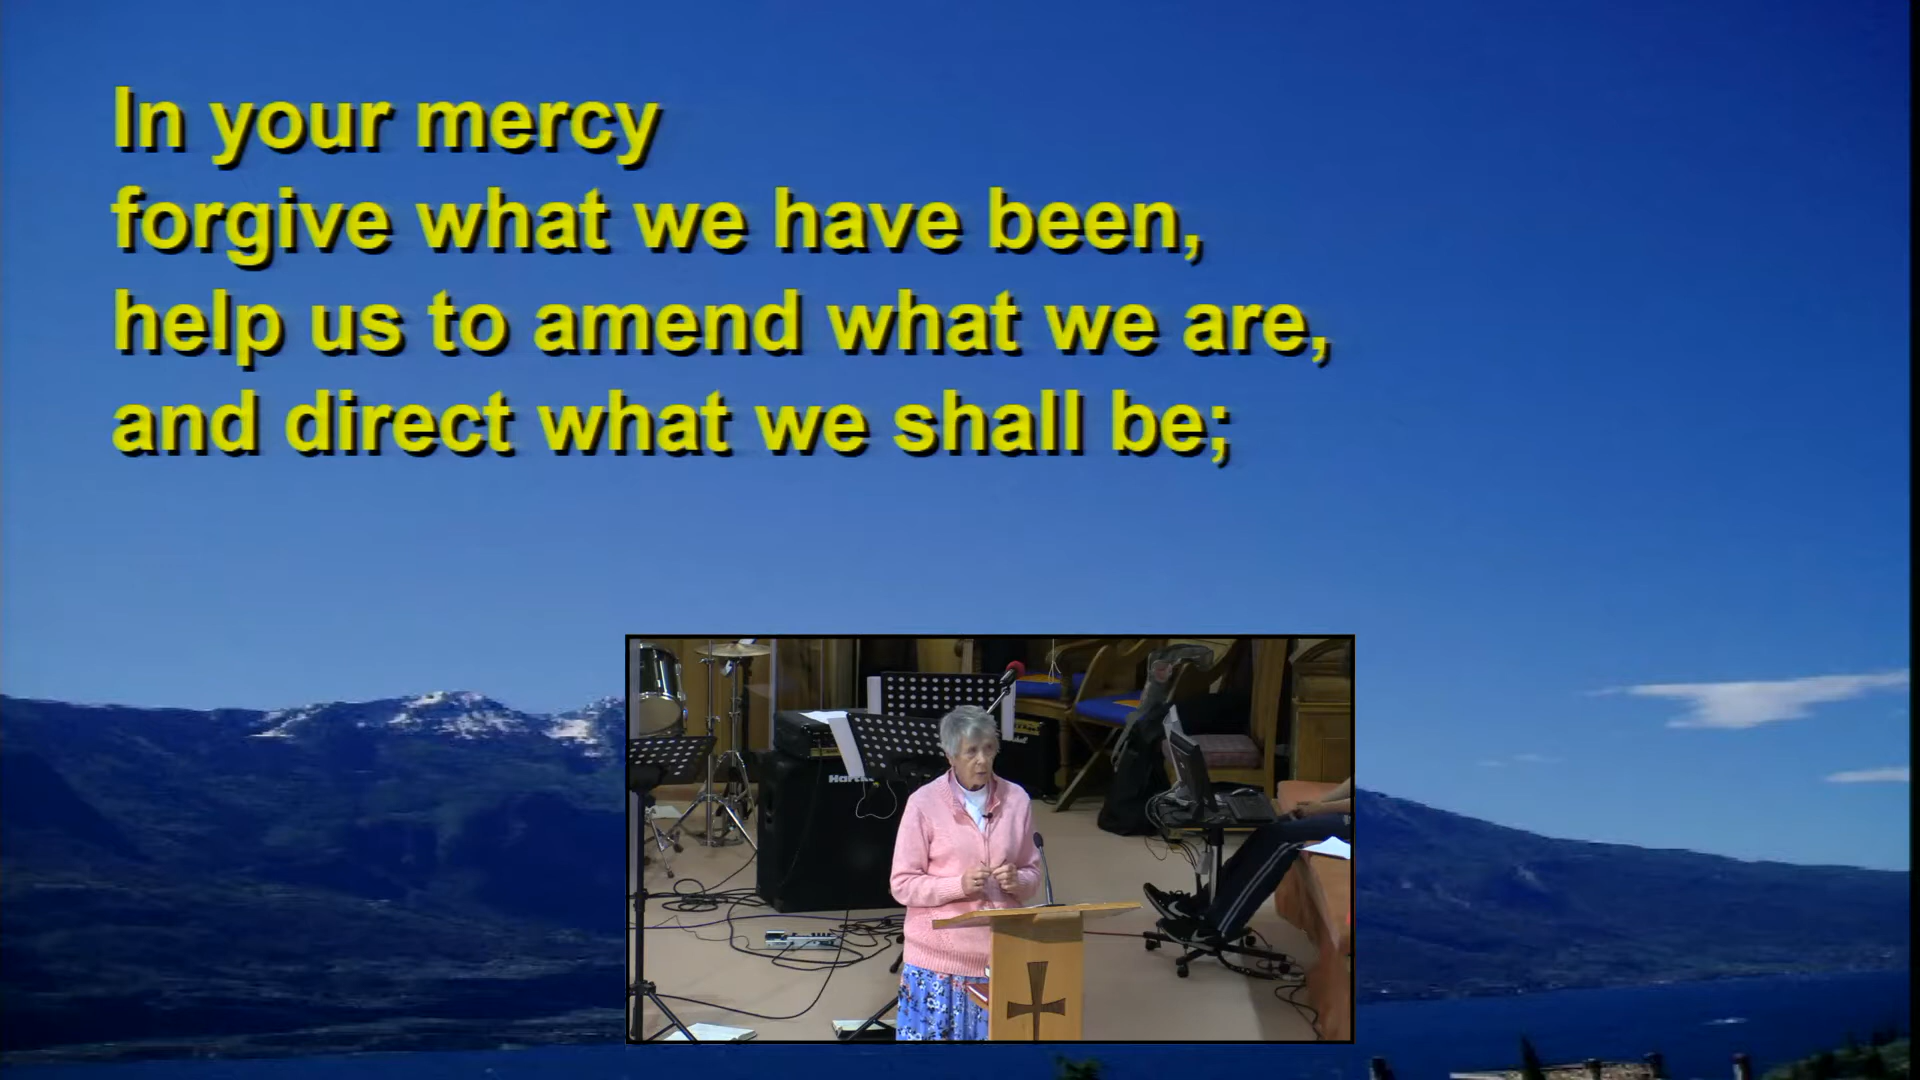 In your mercy
forgive what we have been,
help us to amend what we are,
and direct what we shall be;